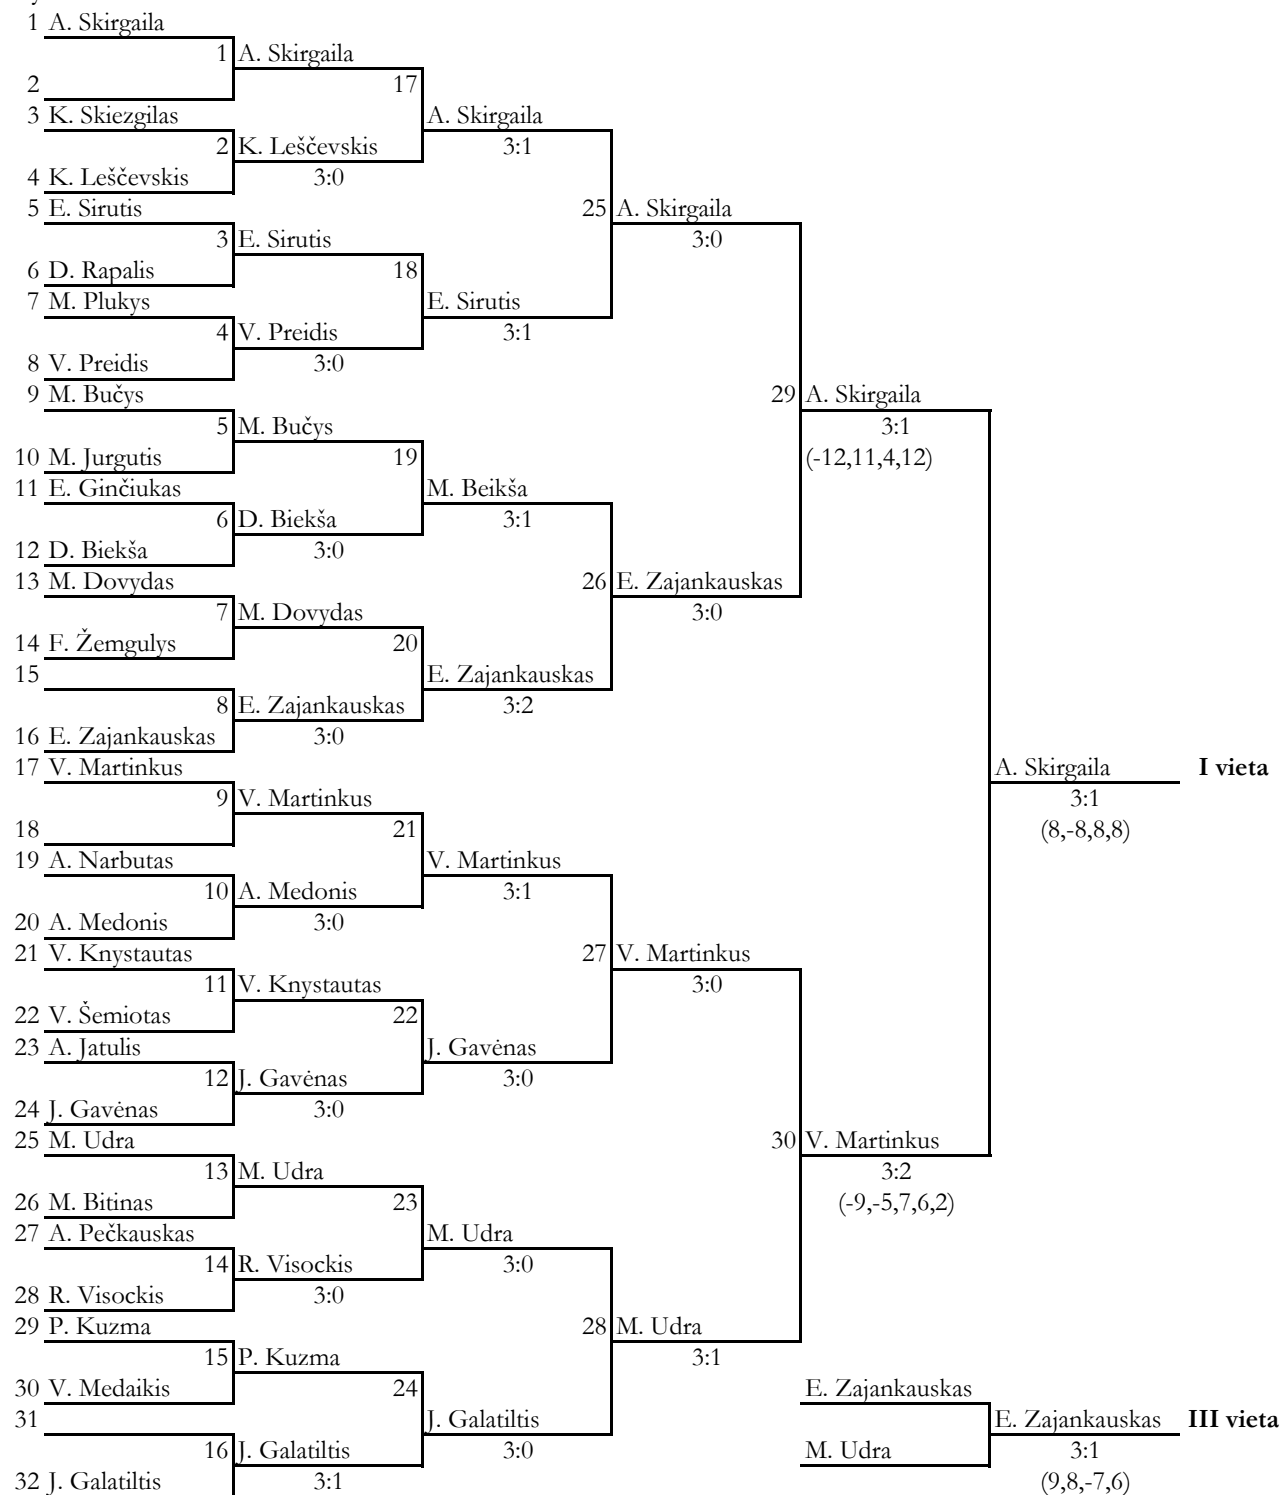 1 A. Skirgaila
1 A. Skirgaila
2 17
3 K. Skiezgilas A. Skirgaila
2 K. Leščevskis 3:1
4 K. Leščevskis 3:0
5 E. Sirutis 25 A. Skirgaila
3 E. Sirutis 3:0
6 D. Rapalis 18
7 M. Plukys E. Sirutis
4 V. Preidis 3:1
8 V. Preidis 3:0
9 M. Bučys 29 A. Skirgaila
5 M. Bučys 3:1
10 M. Jurgutis 19 (-12,11,4,12)
11 E. Ginčiukas M. Beikša
6 D. Biekša 3:1
12 D. Biekša 3:0
13 M. Dovydas 26 E. Zajankauskas
7 M. Dovydas 3:0
14 F. Žemgulys 20
15 E. Zajankauskas
8 E. Zajankauskas 3:2
16 E. Zajankauskas 3:0
17 V. Martinkus A. Skirgaila I vieta
9 V. Martinkus 3:1
18 21 (8,-8,8,8)
19 A. Narbutas V. Martinkus
10 A. Medonis 3:1
20 A. Medonis 3:0
21 V. Knystautas 27 V. Martinkus
11 V. Knystautas 3:0
22 V. Šemiotas 22
23 A. Jatulis J. Gavėnas
12 J. Gavėnas 3:0
24 J. Gavėnas 3:0
25 M. Udra 30 V. Martinkus
13 M. Udra 3:2
26 M. Bitinas 23 (-9,-5,7,6,2)
27 A. Pečkauskas M. Udra
14 R. Visockis 3:0
28 R. Visockis 3:0
29 P. Kuzma 28 M. Udra
15 P. Kuzma 3:1
30 V. Medaikis 24 E. Zajankauskas
31 J. Galatiltis E. Zajankauskas III vieta
16 J. Galatiltis 3:0 M. Udra 3:1
32 J. Galatiltis 3:1 (9,8,-7,6)